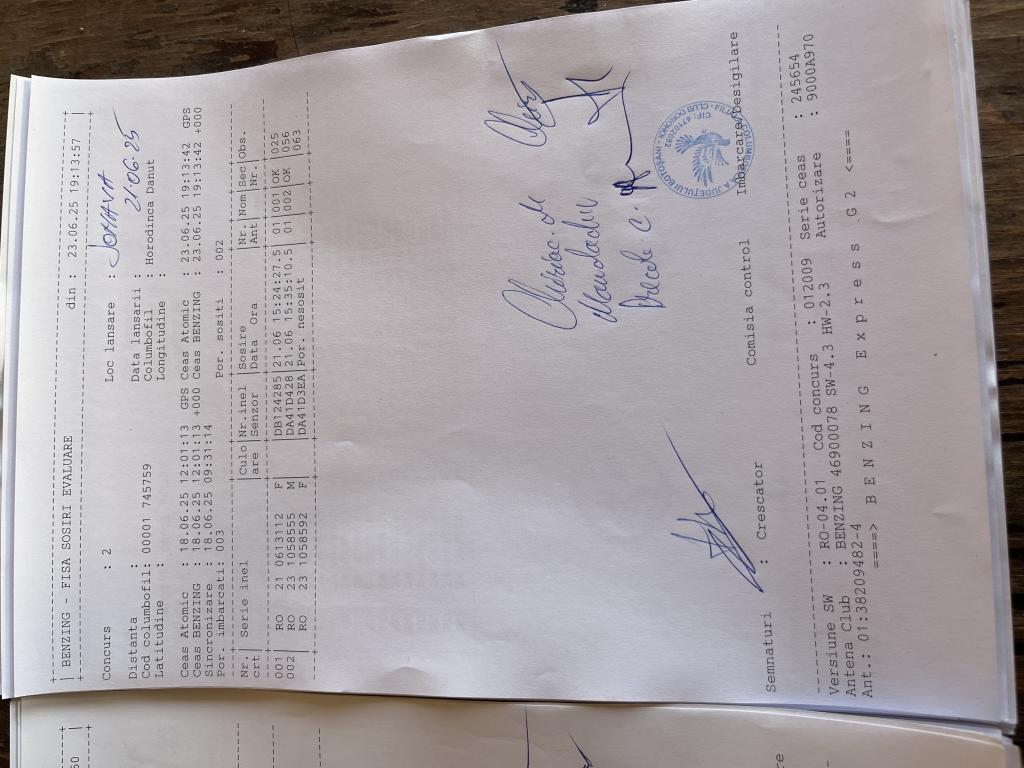 BENZING   FISA SOSIRI EVALUARE   din :  23.06.25 19:13:57
Concurs         : 2   Loc lansare     : JOHAVA
Distanta        :   Data lansarii   : 21.06.25
Cod columbofil: 00001 745759   Columbofil      : Horodinca Danut
Latitudine      :   Longitudine     :
Ceas Atomic     : 18.06.25 12:01:13  GPS   Ceas Atomic     : 23.06.25 19:13:42  GPS
Ceas BENZING    : 18.06.25 12:01:13 +000   Ceas BENZING    : 23.06.25 19:13:42 +000
Sincronizare    : 18.06.25 09:31:14
Por. imbarcati: 003   Por. sositi     : 002
Nr. | Serie inel | Culo | Nr.inel | Sosire | Nr. | Nom | Sec | Obs.
crt | are | Senzor | Data  Ora | Ant | Nr. |
001 | RO  21 0613112  F | DB124285 | 21.06 15:24:27.5 | 01 | 001 | OK | 025
002 | RO  23 1058555  M | DA41D428 | 21.06 15:35:10.5 | 01 | 002 | OK | 056
RO  23 1058592  F | DA41D3EA | Por. nesosit | 063
Semnaturi   :   Crescator   Comisia control   Imbarcare/Desigilare
Versiune SW     : RO-04.01   Cod concurs   : 012009   Serie ceas   : 245654
Antena Club     : BENZING 46900078 SW-4.3 HW-2.3   Autorizare   : 9000A970
Ant.: 01:38209482-4
====>  B E N Z I N G   E x p r e s s   G 2  <====